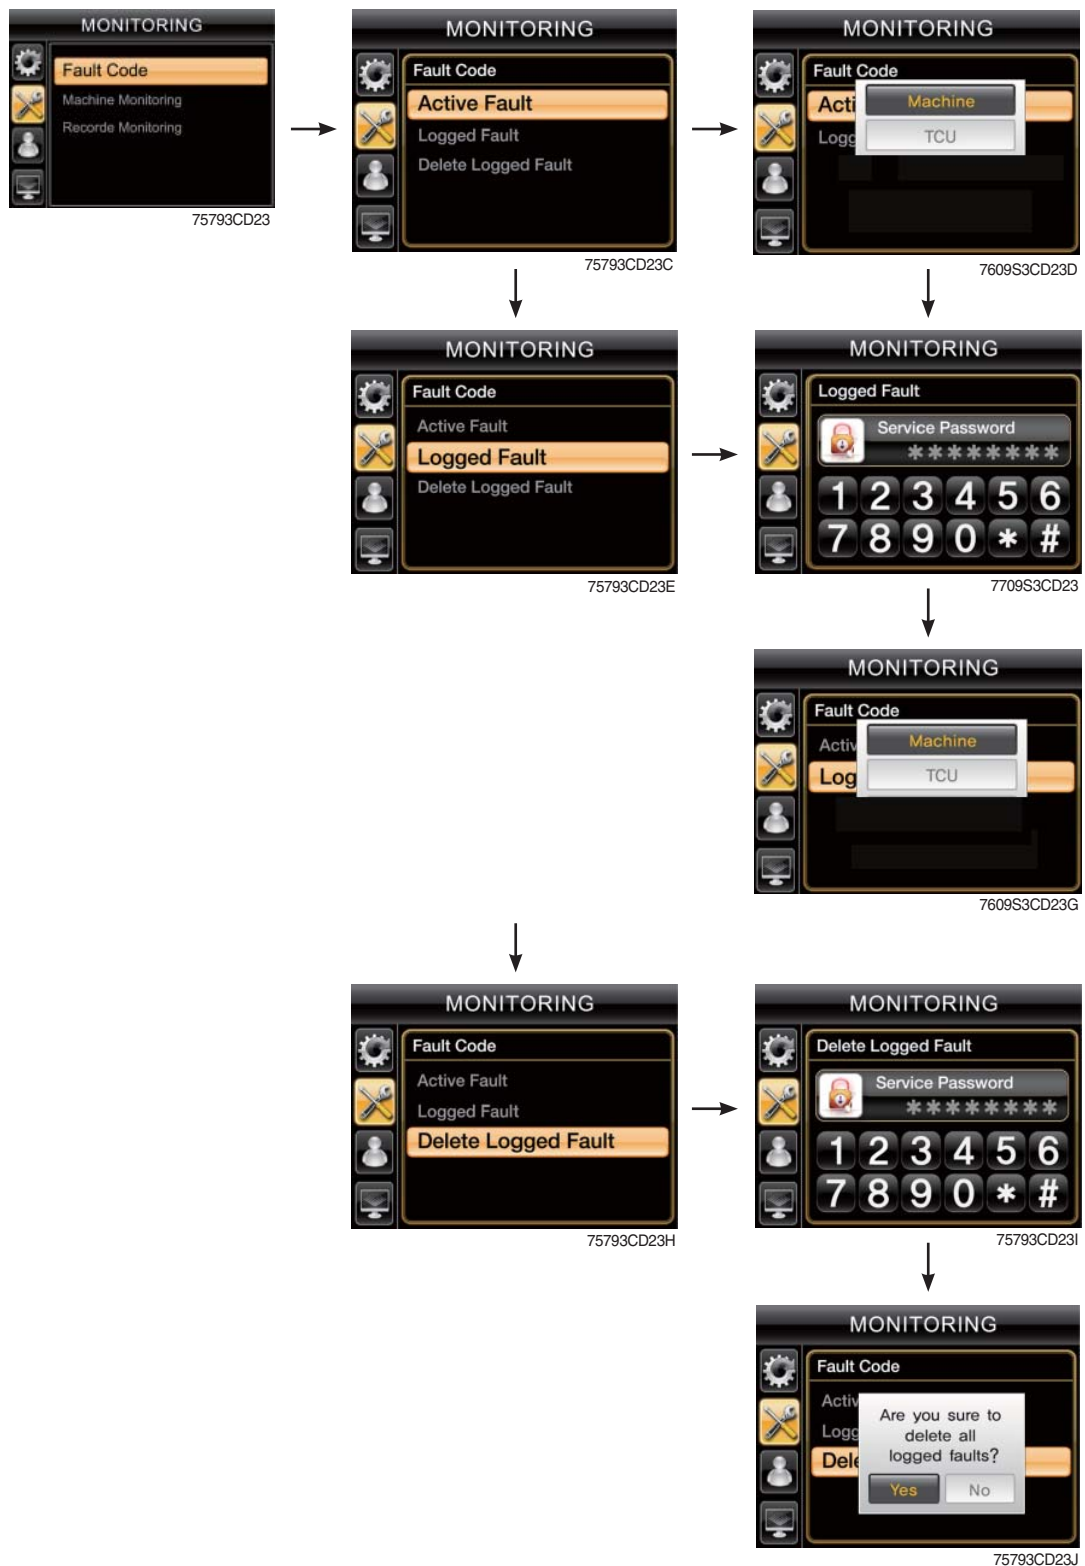 MONITORING
Fault Code
Machine Monitoring
Recorde Monitoring
75793CD23
MONITORING
Fault Code
Active Fault
Logged Fault
Delete Logged Fault
75793CD23C
MONITORING
Fault Code
Acti
Machine
Logg
TCU
7609S3CD23D
MONITORING
Fault Code
Active Fault
Logged Fault
Delete Logged Fault
75793CD23E
MONITORING
Logged Fault
Service Password
********
1 2 3 4 5 6
7 8 9 0 * #
7709S3CD23
MONITORING
Fault Code
Activ
Machine
Log
TCU
7609S3CD23G
MONITORING
Fault Code
Active Fault
Logged Fault
Delete Logged Fault
75793CD23H
MONITORING
Delete Logged Fault
Service Password
********
1 2 3 4 5 6
7 8 9 0 * #
75793CD23I
MONITORING
Fault Code
Activ
Logg
Dele
Are you sure to
delete all
logged faults?
Yes No
75793CD23J